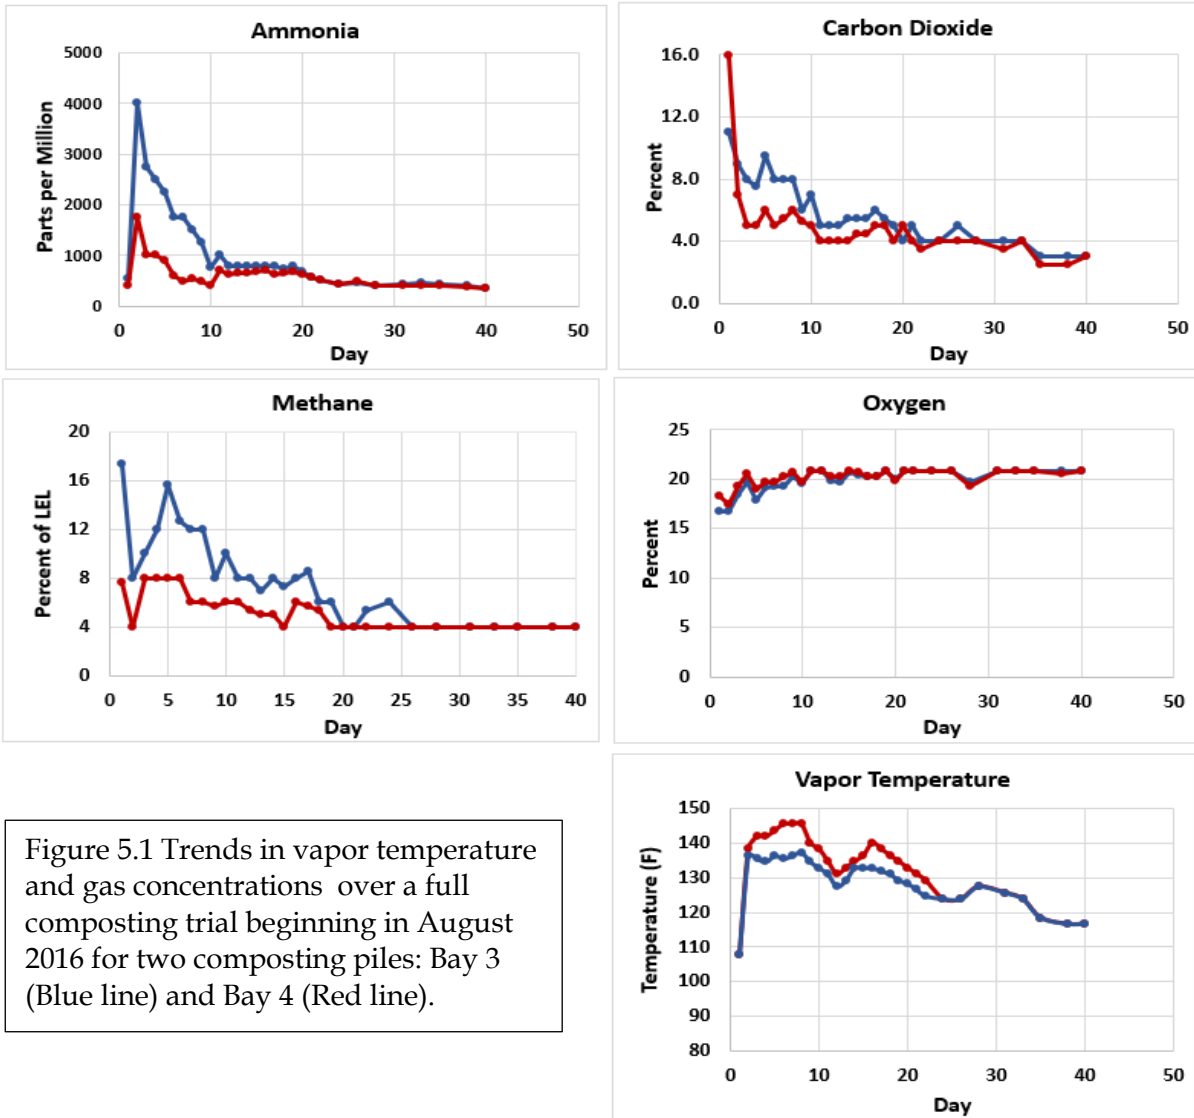 Ammonia
5000
4000
3000
2000
1000
0
Parts per Million
0 10 20 30 40 50
Day
Carbon Dioxide
16.0
12.0
8.0
4.0
0.0
Percent
0 10 20 30 40 50
Day
Methane
20
16
12
8
4
0
Percent of LEL
0 5 10 15 20 30 35 40
Day
Oxygen
25
20
15
10
5
0
Percent
0 10 20 30 40 50
Day
Figure 5.1 Trends in vapor temperature
and gas concentrations over a full
composting trial beginning in August
2016 for two composting piles: Bay 3
(Blue line) and Bay 4 (Red line).
Vapor Temperature
150
140
130
120
110
100
90
80
Temperature (F)
0 10 20 30 40 50
Day